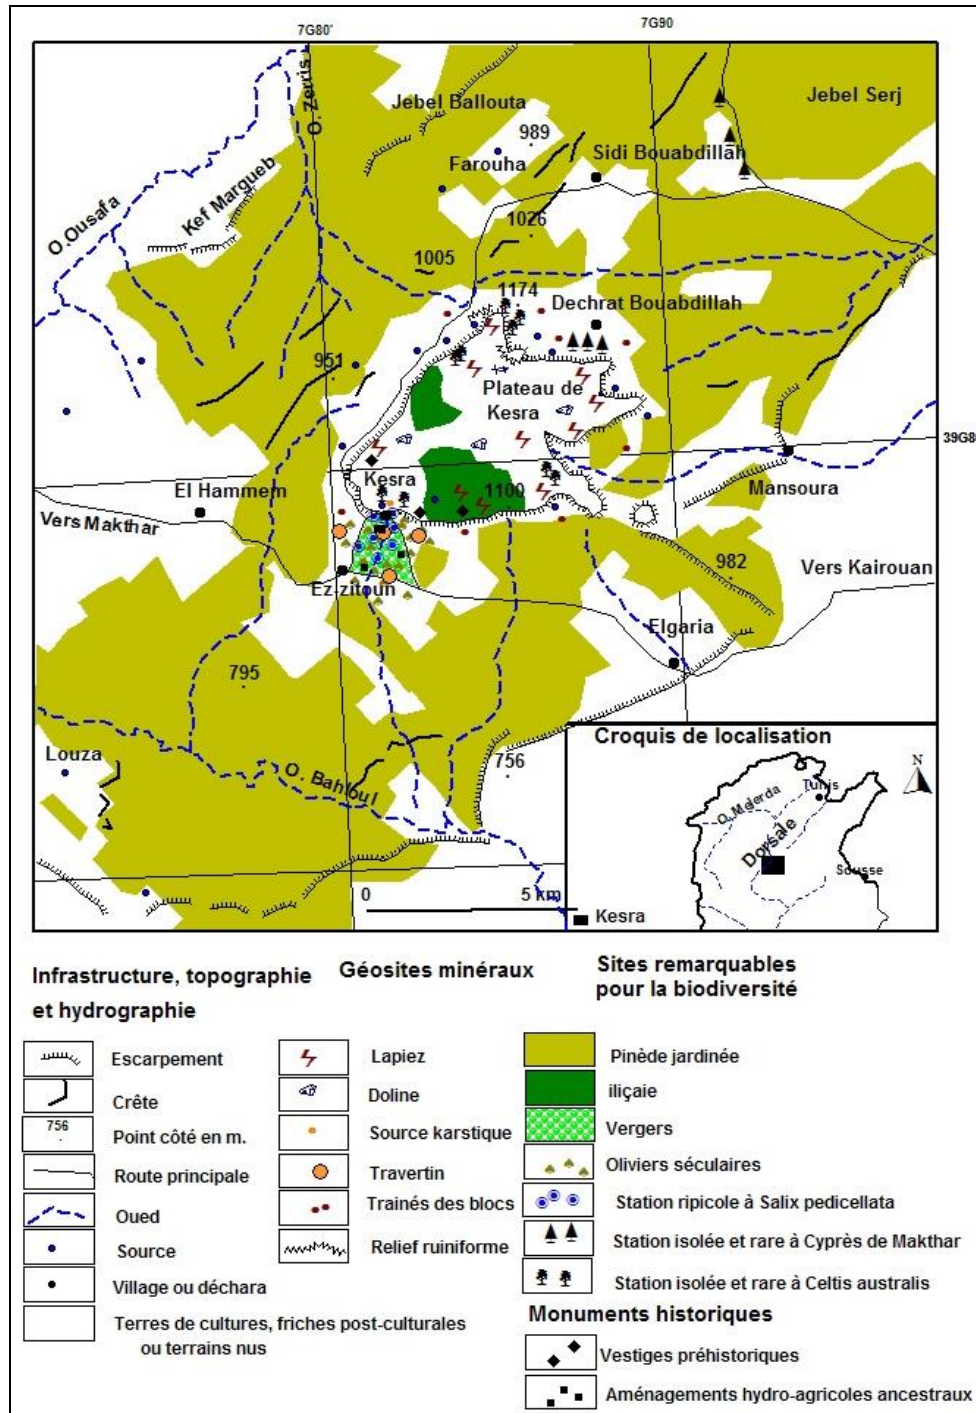 7G80'
7G90
O. Zerris
Jebel Ballouta
Jebel Serj
989
Farouha
Sidi Bouabdillah
Kef Margueb
O.Ousafa
1026
1005
1174
Dechrat Bouabdillah
951
Plateau de
Kesra
39G80
Kesra
El Hammem
1100
Mansoura
Vers Makthar
982
Vers Kairouan
Ez-zitoun
Elgaria
795
Louza
756
O. Bahloul
0 5 km
Croquis de localisation
N
Tunis
O. Mejerda
Dorsale
Sousse
Kesra
Infrastructure, topographie
et hydrographie
Escarpement
Crête
756
Point côté en m.
Route principale
Oued
Source
Village ou déchara
Terres de cultures, friches post-culturales
ou terrains nus
Géosites minéraux
Lapiez
Doline
Source karstique
Travertin
Trainés des blocs
Relief ruiniforme
Sites remarquables
pour la biodiversité
Pinède jardinée
iliçaie
Vergers
Oliviers séculaires
Station ripicole à Salix pedicellata
Station isolée et rare à Cyprès de Makthar
Station isolée et rare à Celtis australis
Monuments historiques
Vestiges préhistoriques
Aménagements hydro-agricoles ancestraux